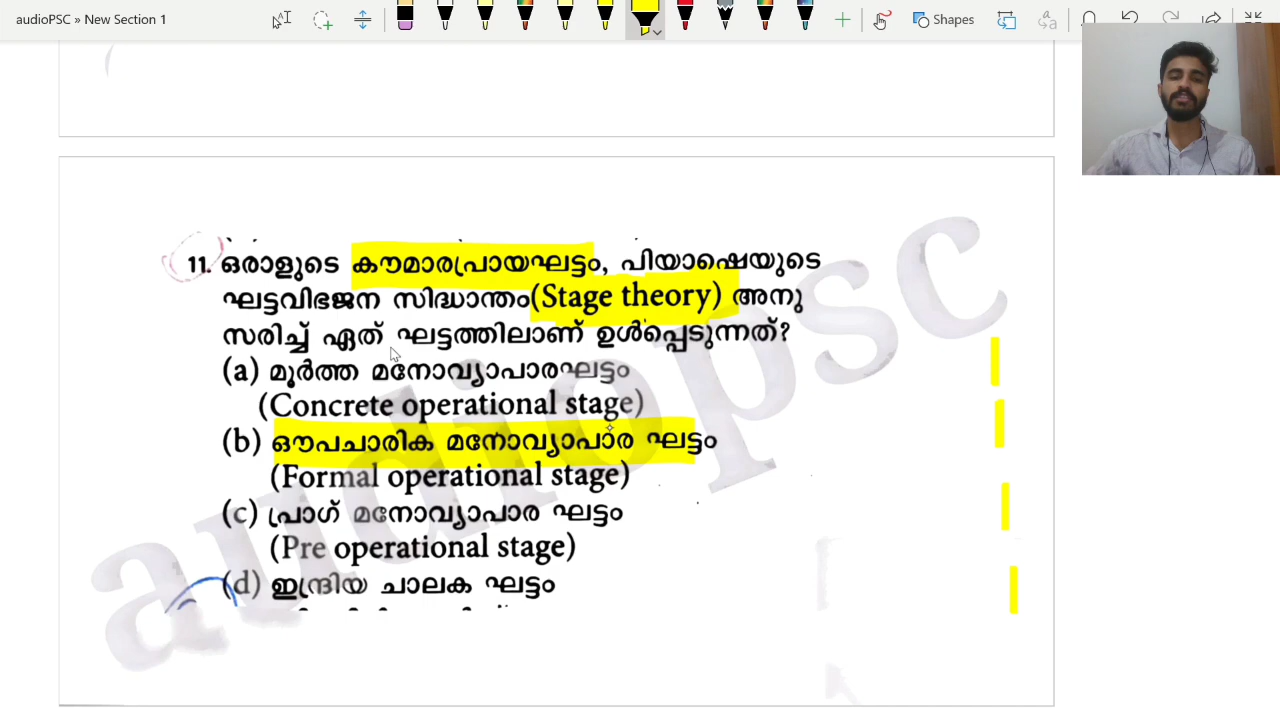 audioPSC » New Section 1
Shapes
11. ഒരാളുടെ കൗമാരപ്രായഘട്ടം, പിയാഷെയുടെ
ഘട്ടവിഭജന സിദ്ധാന്തം(Stage theory) അനു
സരിച്ച് ഏത് ഘട്ടത്തിലാണ് ഉൾപ്പെടുന്നത്?
(a) മൂർത്ത മനോവ്യാപാരഘട്ടം
(Concrete operational stage)
(b) ഔപചാരിക മനോവ്യാപാര ഘട്ടം
(Formal operational stage)
(c) പ്രാഗ് മനോവ്യാപാര ഘട്ടം
(Pre operational stage)
(d) ഇന്ദ്രിയ ചാലക ഘട്ടം
audiopsc